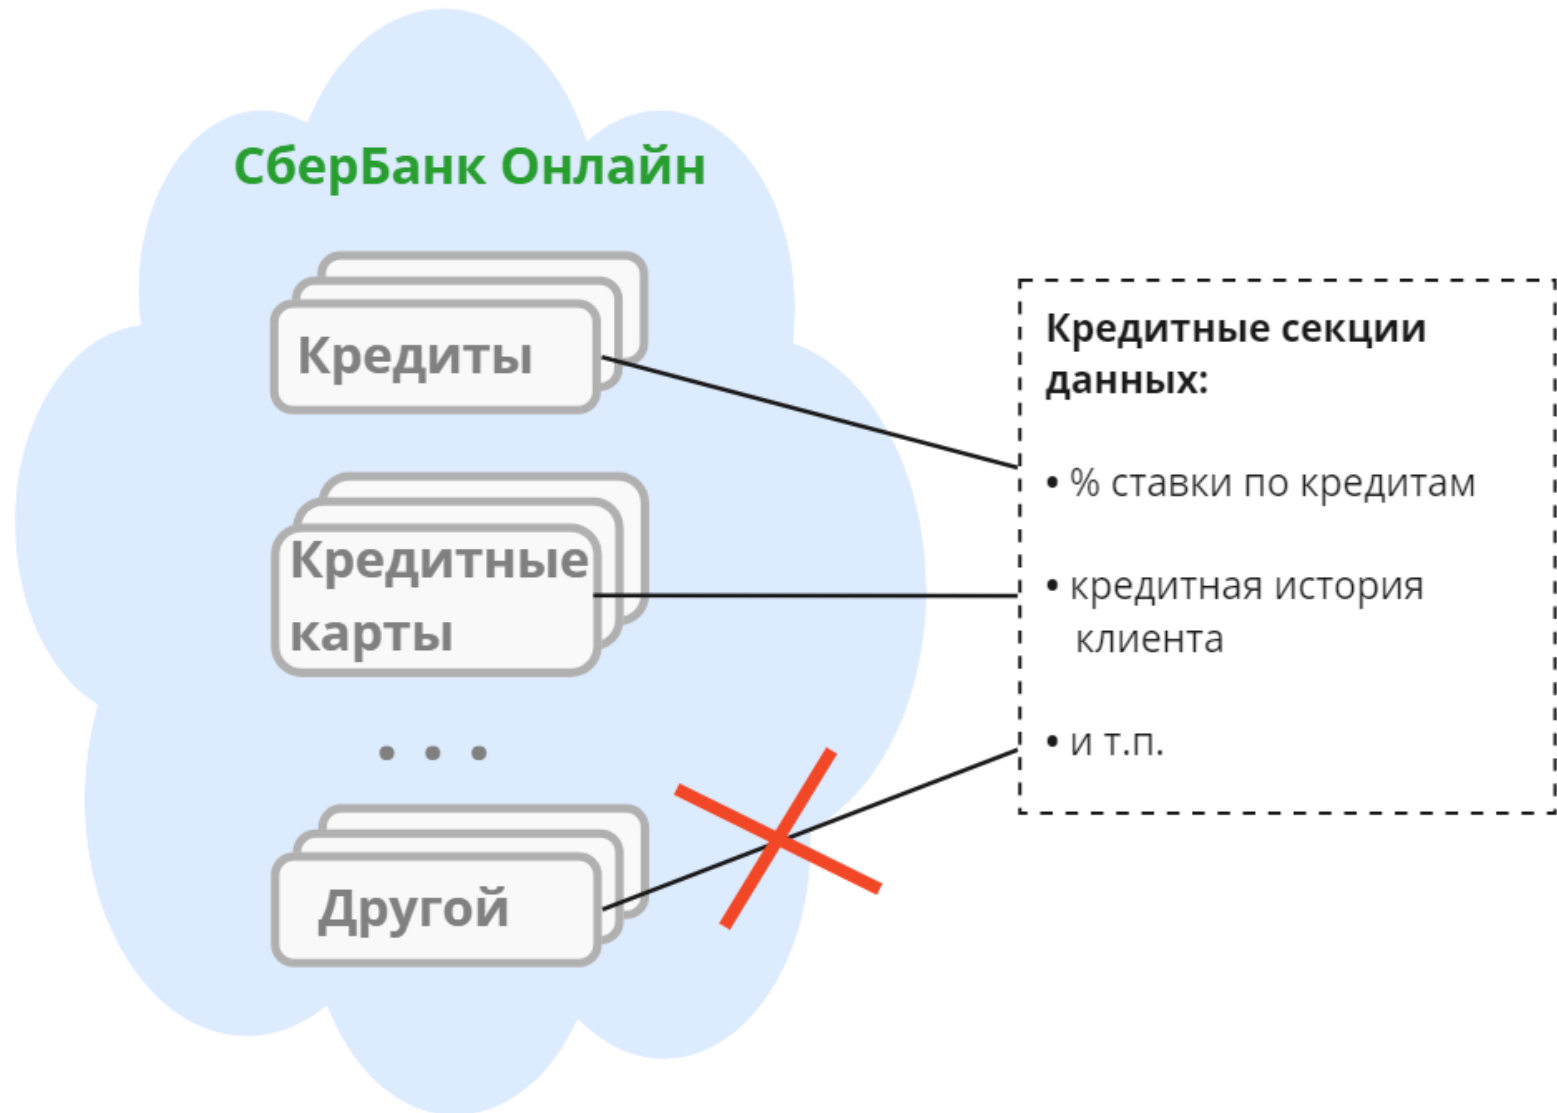 СберБанк Онлайн
Кредиты
Кредитные
карты
. . .
Другой
Кредитные секции
данных:
• % ставки по кредитам
• кредитная история
клиента
• и т.п.